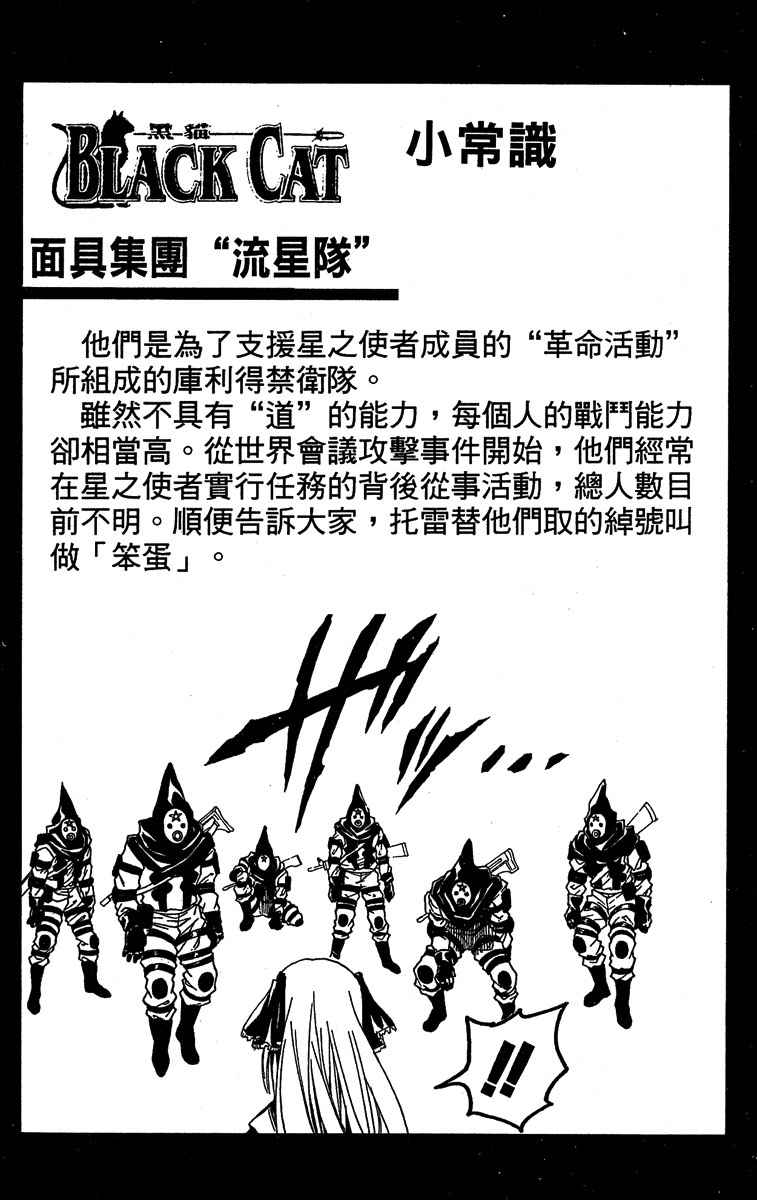 黑貓
BLACK CAT
小常識
面具集團“流星隊”
他們是為了支援星之使者成員的“革命活動”
所組成的庫利得禁衛隊。
雖然不具有“道”的能力，每個人的戰鬥能力
卻相當高。從世界會議攻擊事件開始，他們經常
在星之使者實行任務的背後從事活動，總人數目
前不明。順便告訴大家，托雷替他們取的綽號叫
做「笨蛋」。
ザザッ…
!!